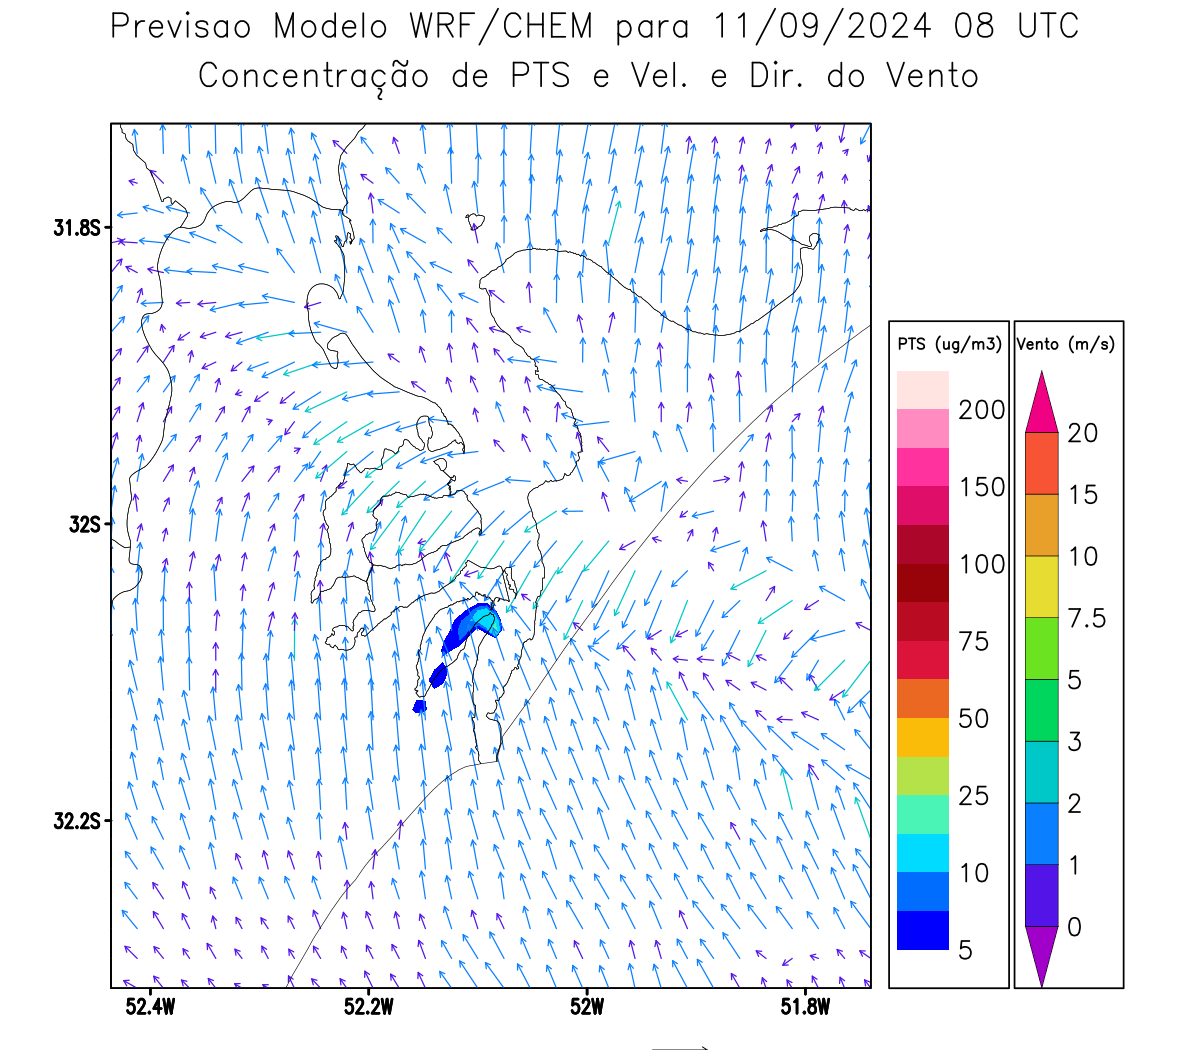 Previsao Modelo WRF/CHEM para 11/09/2024 08 UTC
Concentração de PTS e Vel. e Dir. do Vento
31.8S
32S
32.2S
52.4W
52.2W
52W
51.8W
PTS (ug/m3)
200
150
100
75
50
25
10
5
Vento (m/s)
20
15
10
7.5
5
3
2
1
0